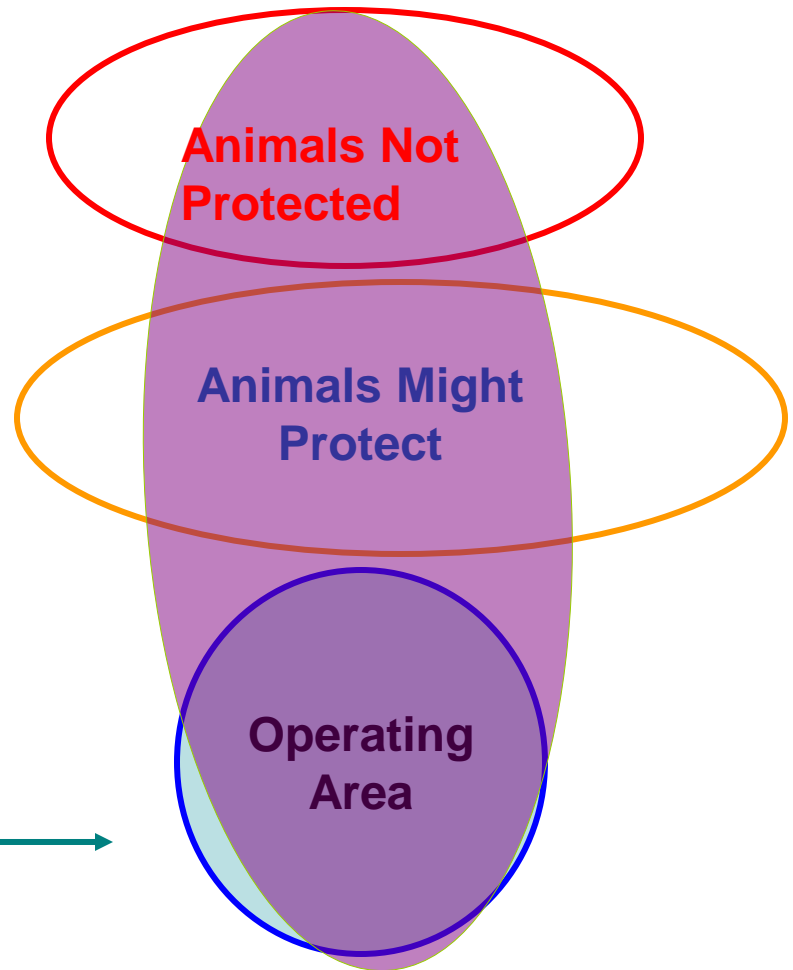 Animals Not
Protected
Animals Might
Protect
Operating
Area